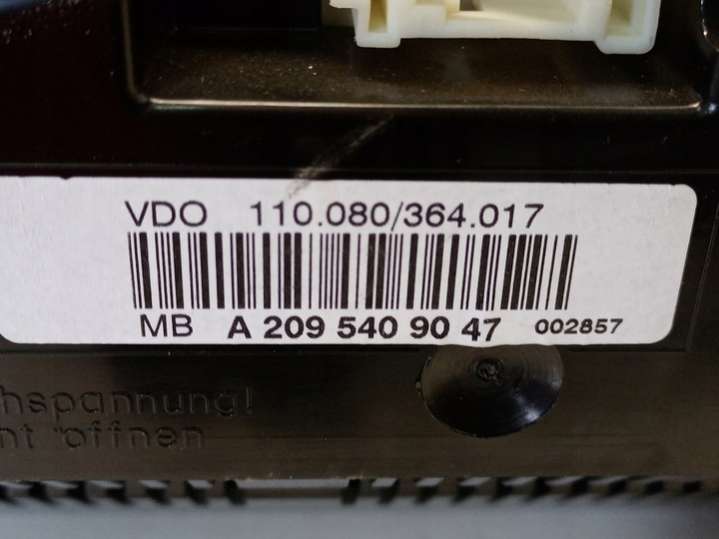 VDO 110.080/364.017
MB A 209 540 90 47 002857
hspannung!
nt öffnen